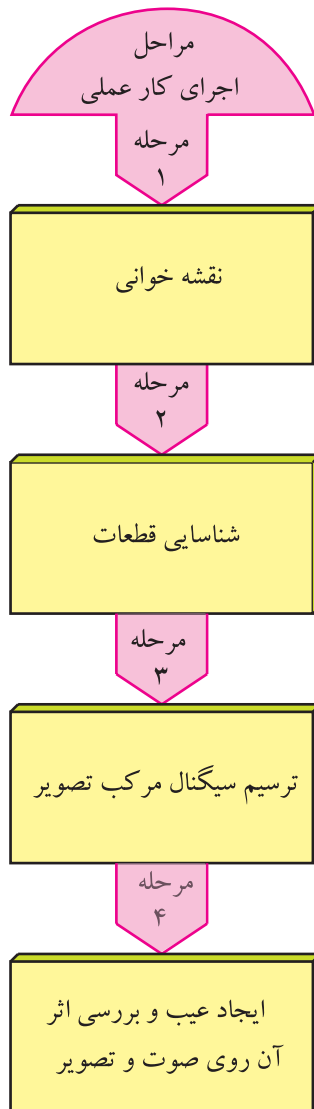 مراحل
اجرای کار عملی
مرحله
۱
نقشه خوانی
مرحله
۲
شناسایی قطعات
مرحله
۳
ترسیم سیگنال مرکب تصویر
مرحله
۴
ایجاد عیب و بررسی اثر
آن روی صوت و تصویر